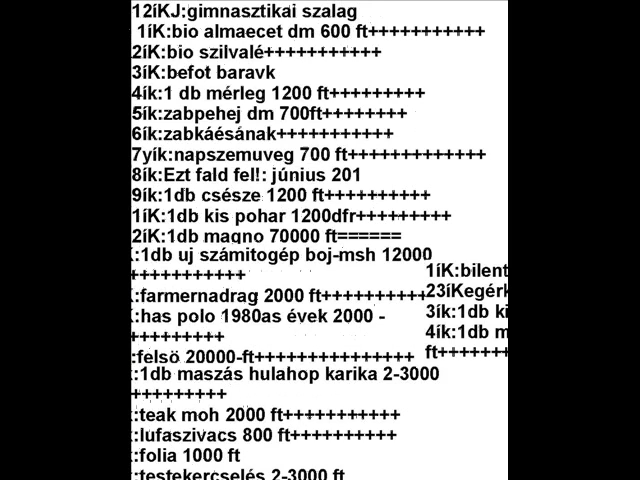 12íKJ:gimnasztikai szalag
1íK:bio almaecet dm 600 ft+++++++++++
2íK:bio szilvalé+++++++++++
3íK:befot baravk
4ík:1 db mérleg 1200 ft+++++++++
5ík:zabpehej dm 700ft++++++++
6ík:zabkáésának+++++++++++
7yík:napszemuveg 700 ft+++++++++++++
8ík:Ezt fald fel!: június 201
9ík:1db csésze 1200 ft++++++++++
1íK:1db kis pohar 1200dfr+++++++++
2íK:1db magno 70000 ft======
:1db uj számitogép boj-msh 12000
+++++++++++
:farmernadrag 2000 ft++++++++++
:has polo 1980as évek 2000 -
+++++++++
:felsö 20000-ft+++++++++++++++
:1db maszás hulahop karika 2-3000
+++++++++
:teak moh 2000 ft+++++++++++
:lufaszivacs 800 ft++++++++++
:folia 1000 ft
:testekercselés 2-3000 ft
1íK:bilent
23íKegérk
3ík:1db ki
4ík:1db m
ft+++++++